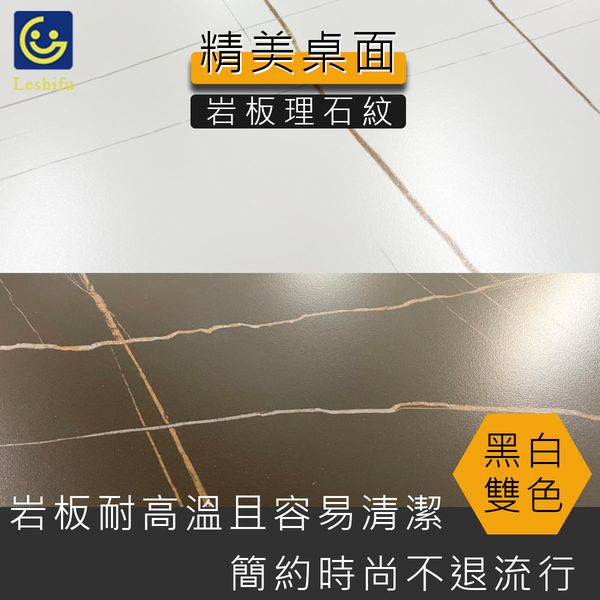 Leshifu
精美桌面
岩板理石紋
黑白
雙色
岩板耐高溫且容易清潔
簡約時尚不退流行